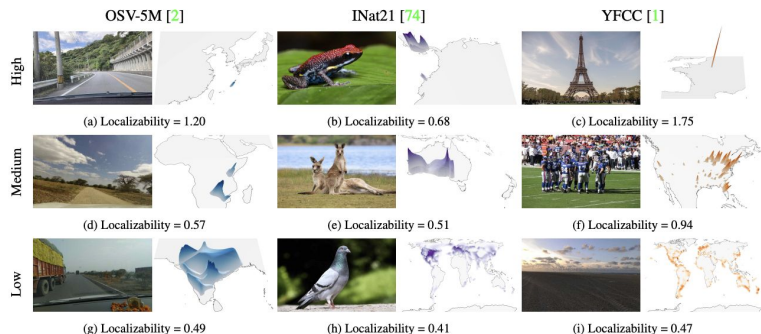 OSV-5M [2] INat21 [74] YFCC [1]
High
(a) Localizability = 1.20 (b) Localizability = 0.68 (c) Localizability = 1.75
Medium
(d) Localizability = 0.57 (e) Localizability = 0.51 (f) Localizability = 0.94
Low
(g) Localizability = 0.49 (h) Localizability = 0.41 (i) Localizability = 0.47